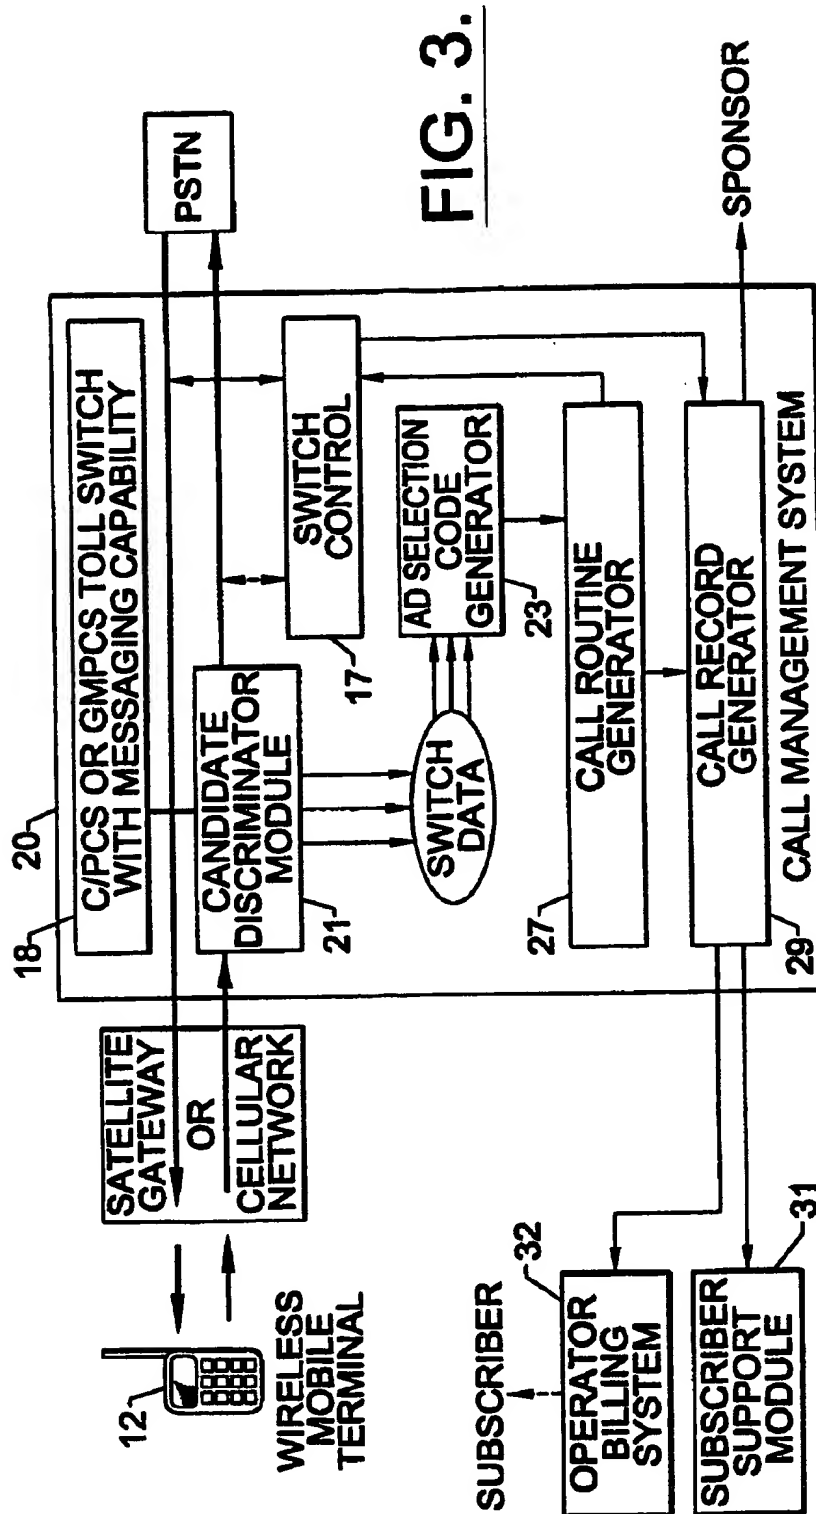 FIG. 3.
12
WIRELESS
MOBILE
TERMINAL
SATELLITE
GATEWAY
OR
CELLULAR
NETWORK
PSTN
20
18
C/PCS OR GMPCS TOLL SWITCH
WITH MESSAGING CAPABILITY
CANDIDATE
DISCRIMINATOR
MODULE
21
SWITCH
CONTROL
17
SWITCH
DATA
AD SELECTION
CODE
GENERATOR
23
CALL ROUTINE
GENERATOR
27
CALL RECORD
GENERATOR
29
CALL MANAGEMENT SYSTEM
SPONSOR
SUBSCRIBER
32
OPERATOR
BILLING
SYSTEM
SUBSCRIBER
SUPPORT
MODULE
31